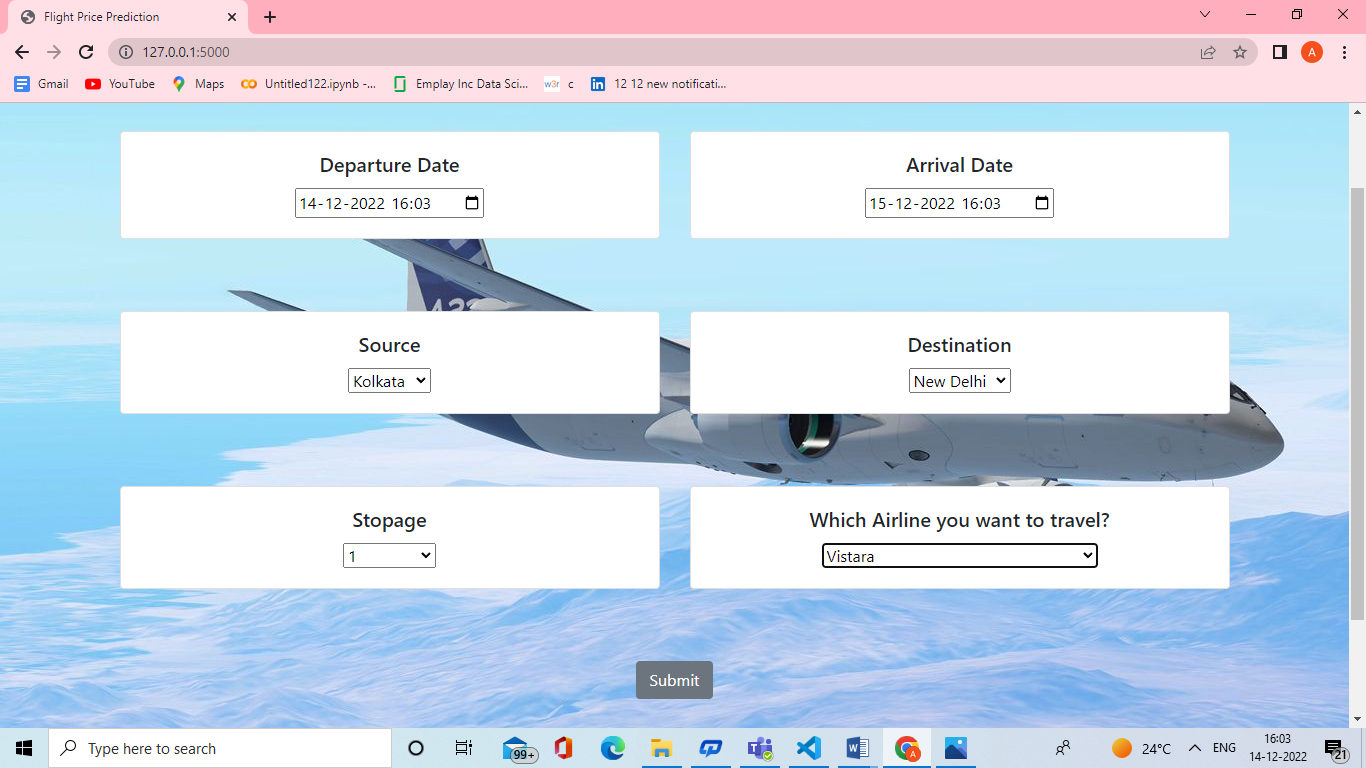 Flight Price Prediction
127.0.0.1:5000
A
Gmail YouTube Maps Untitled122.ipynb -... Emplay Inc Data Sci... w3r c in 12 12 new notificati...
Departure Date Arrival Date
14-12-2022 16:03 15-12-2022 16:03
Source Destination
Kolkata New Delhi
Stopage Which Airline you want to travel?
1 Vistara
Submit
Type here to search 99+ A 24°C ENG 16:03
14-12-2022 21